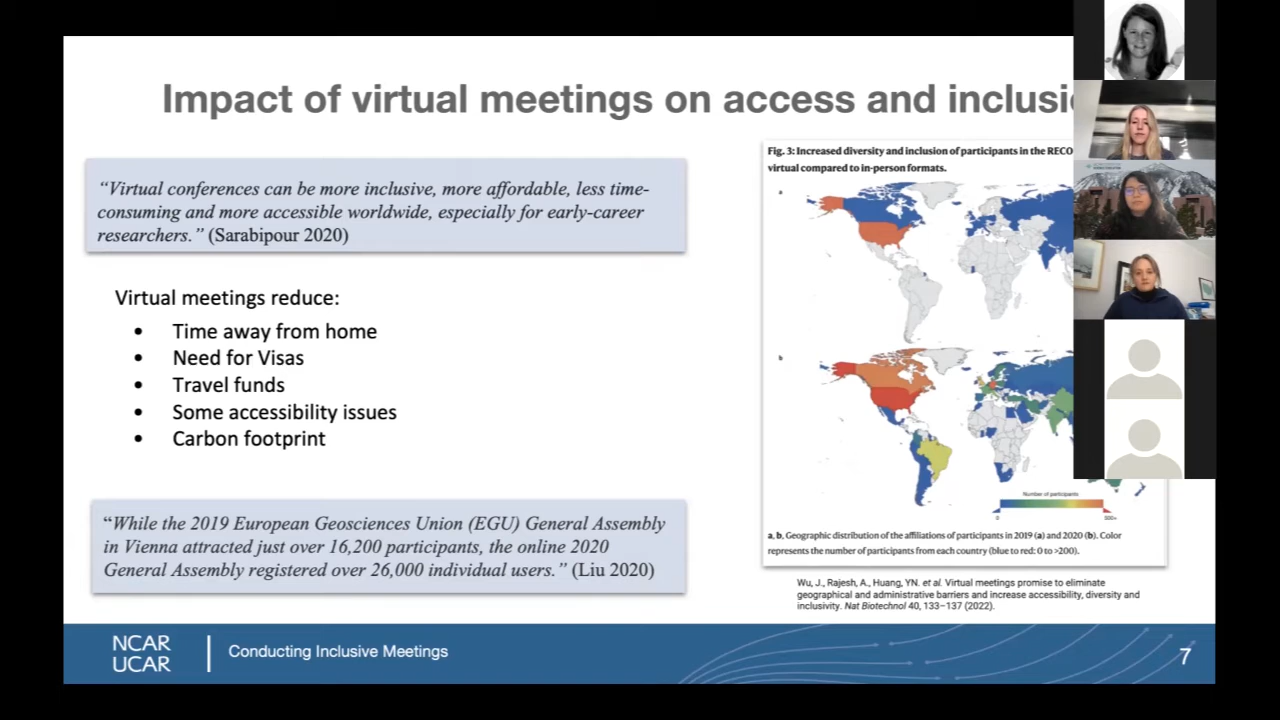 Impact of virtual meetings on access and
“Virtual conferences can be more inclusive, more affordable, less time-
consuming and more accessible worldwide, especially for early-career
researchers.” (Sarabipour 2020)
Virtual meetings reduce:
• Time away from home
• Need for Visas
• Travel funds
• Some accessibility issues
• Carbon footprint
“While the 2019 European Geosciences Union (EGU) General Assembly
in Vienna attracted just over 16,200 participants, the online 2020
General Assembly registered over 26,000 individual users.” (Liu 2020)
Fig. 3: Increased diversity and inclusion of participants in the
virtual compared to in-person formats.
a
b
Number of participants
0
a, b, Geographic distribution of the affiliations of participants in 2019 (a) and 2020 (b). Color
represents the number of participants from each country (blue to red: 0 to >200).
Wu, J., Rajesh, A., Huang, YN. et al. Virtual meetings promise to eliminate
geographical and administrative barriers and increase accessibility, diversity and
inclusivity. Nat Biotechnol 40, 133–137 (2022).
NCAR
UCAR
Conducting Inclusive Meetings
7